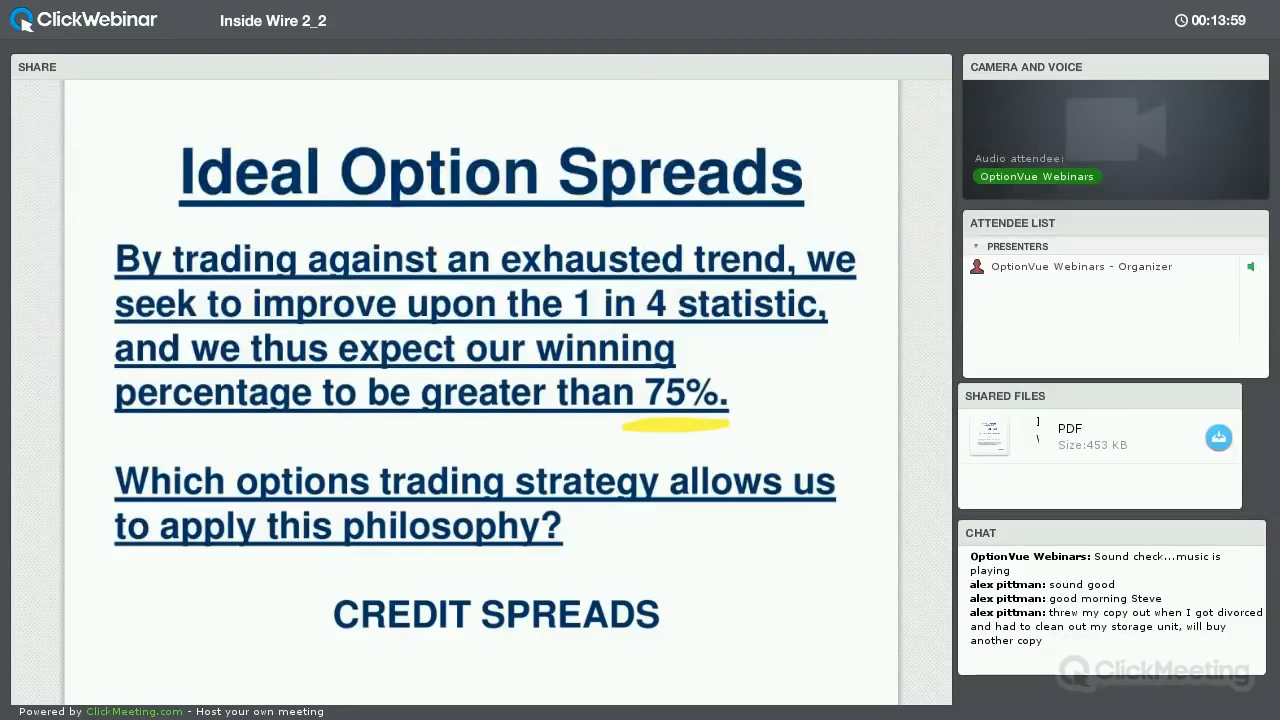 ClickWebinar
Inside Wire 2_2
00:13:59
SHARE
Ideal Option Spreads
By trading against an exhausted trend, we
seek to improve upon the 1 in 4 statistic,
and we thus expect our winning
percentage to be greater than 75%.
Which options trading strategy allows us
to apply this philosophy?
CREDIT SPREADS
CAMERA AND VOICE
Audio attendee:
OptionVue Webinars
ATTENDEE LIST
PRESENTERS
OptionVue Webinars - Organizer
SHARED FILES
PDF
Size:453 KB
CHAT
OptionVue Webinars: Sound check...music is
playing
alex pittman: sound good
alex pittman: good morning Steve
alex pittman: threw my copy out when I got divorced
and had to clean out my storage unit, will buy
another copy
ClickMeeting
Powered by ClickMeeting.com - Host your own meeting